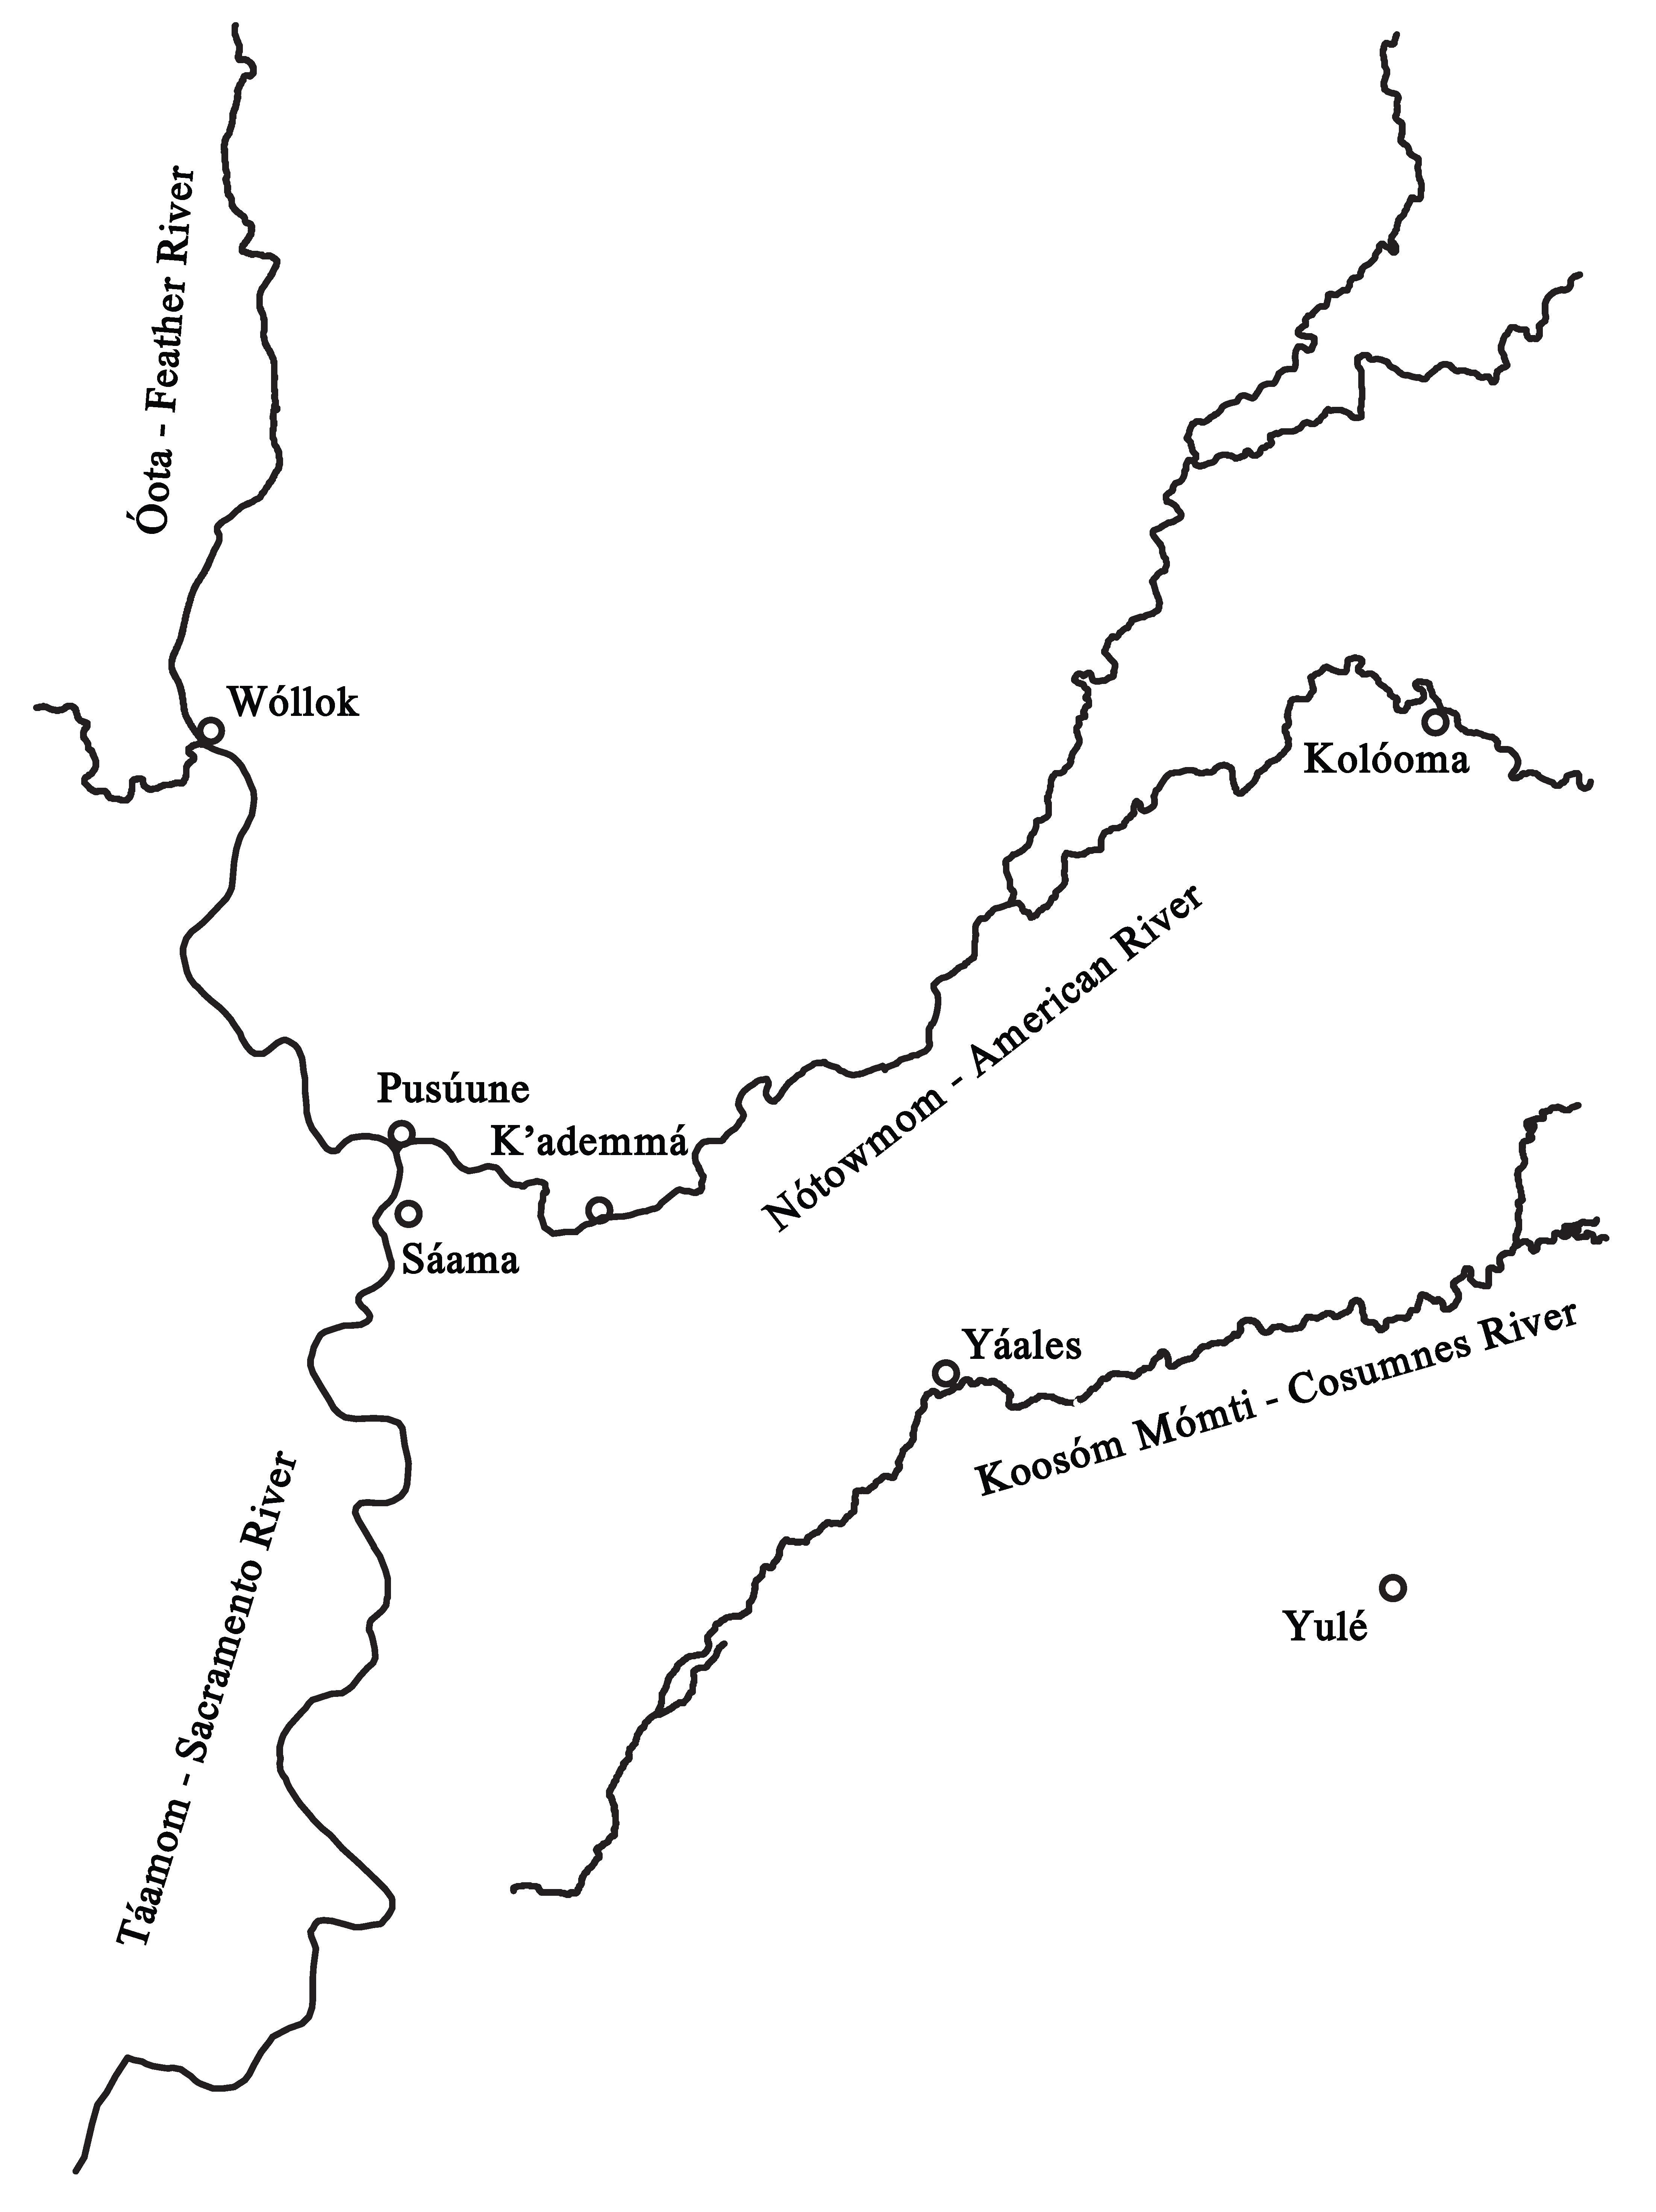 Óota - Feather River
Wóllok
Kolóoma
Nótowmom - American River
Pusúune
K’ademmá
Sáama
Yáales
Koosóm Mómti - Cosumnes River
Táamom - Sacramento River
Yulé